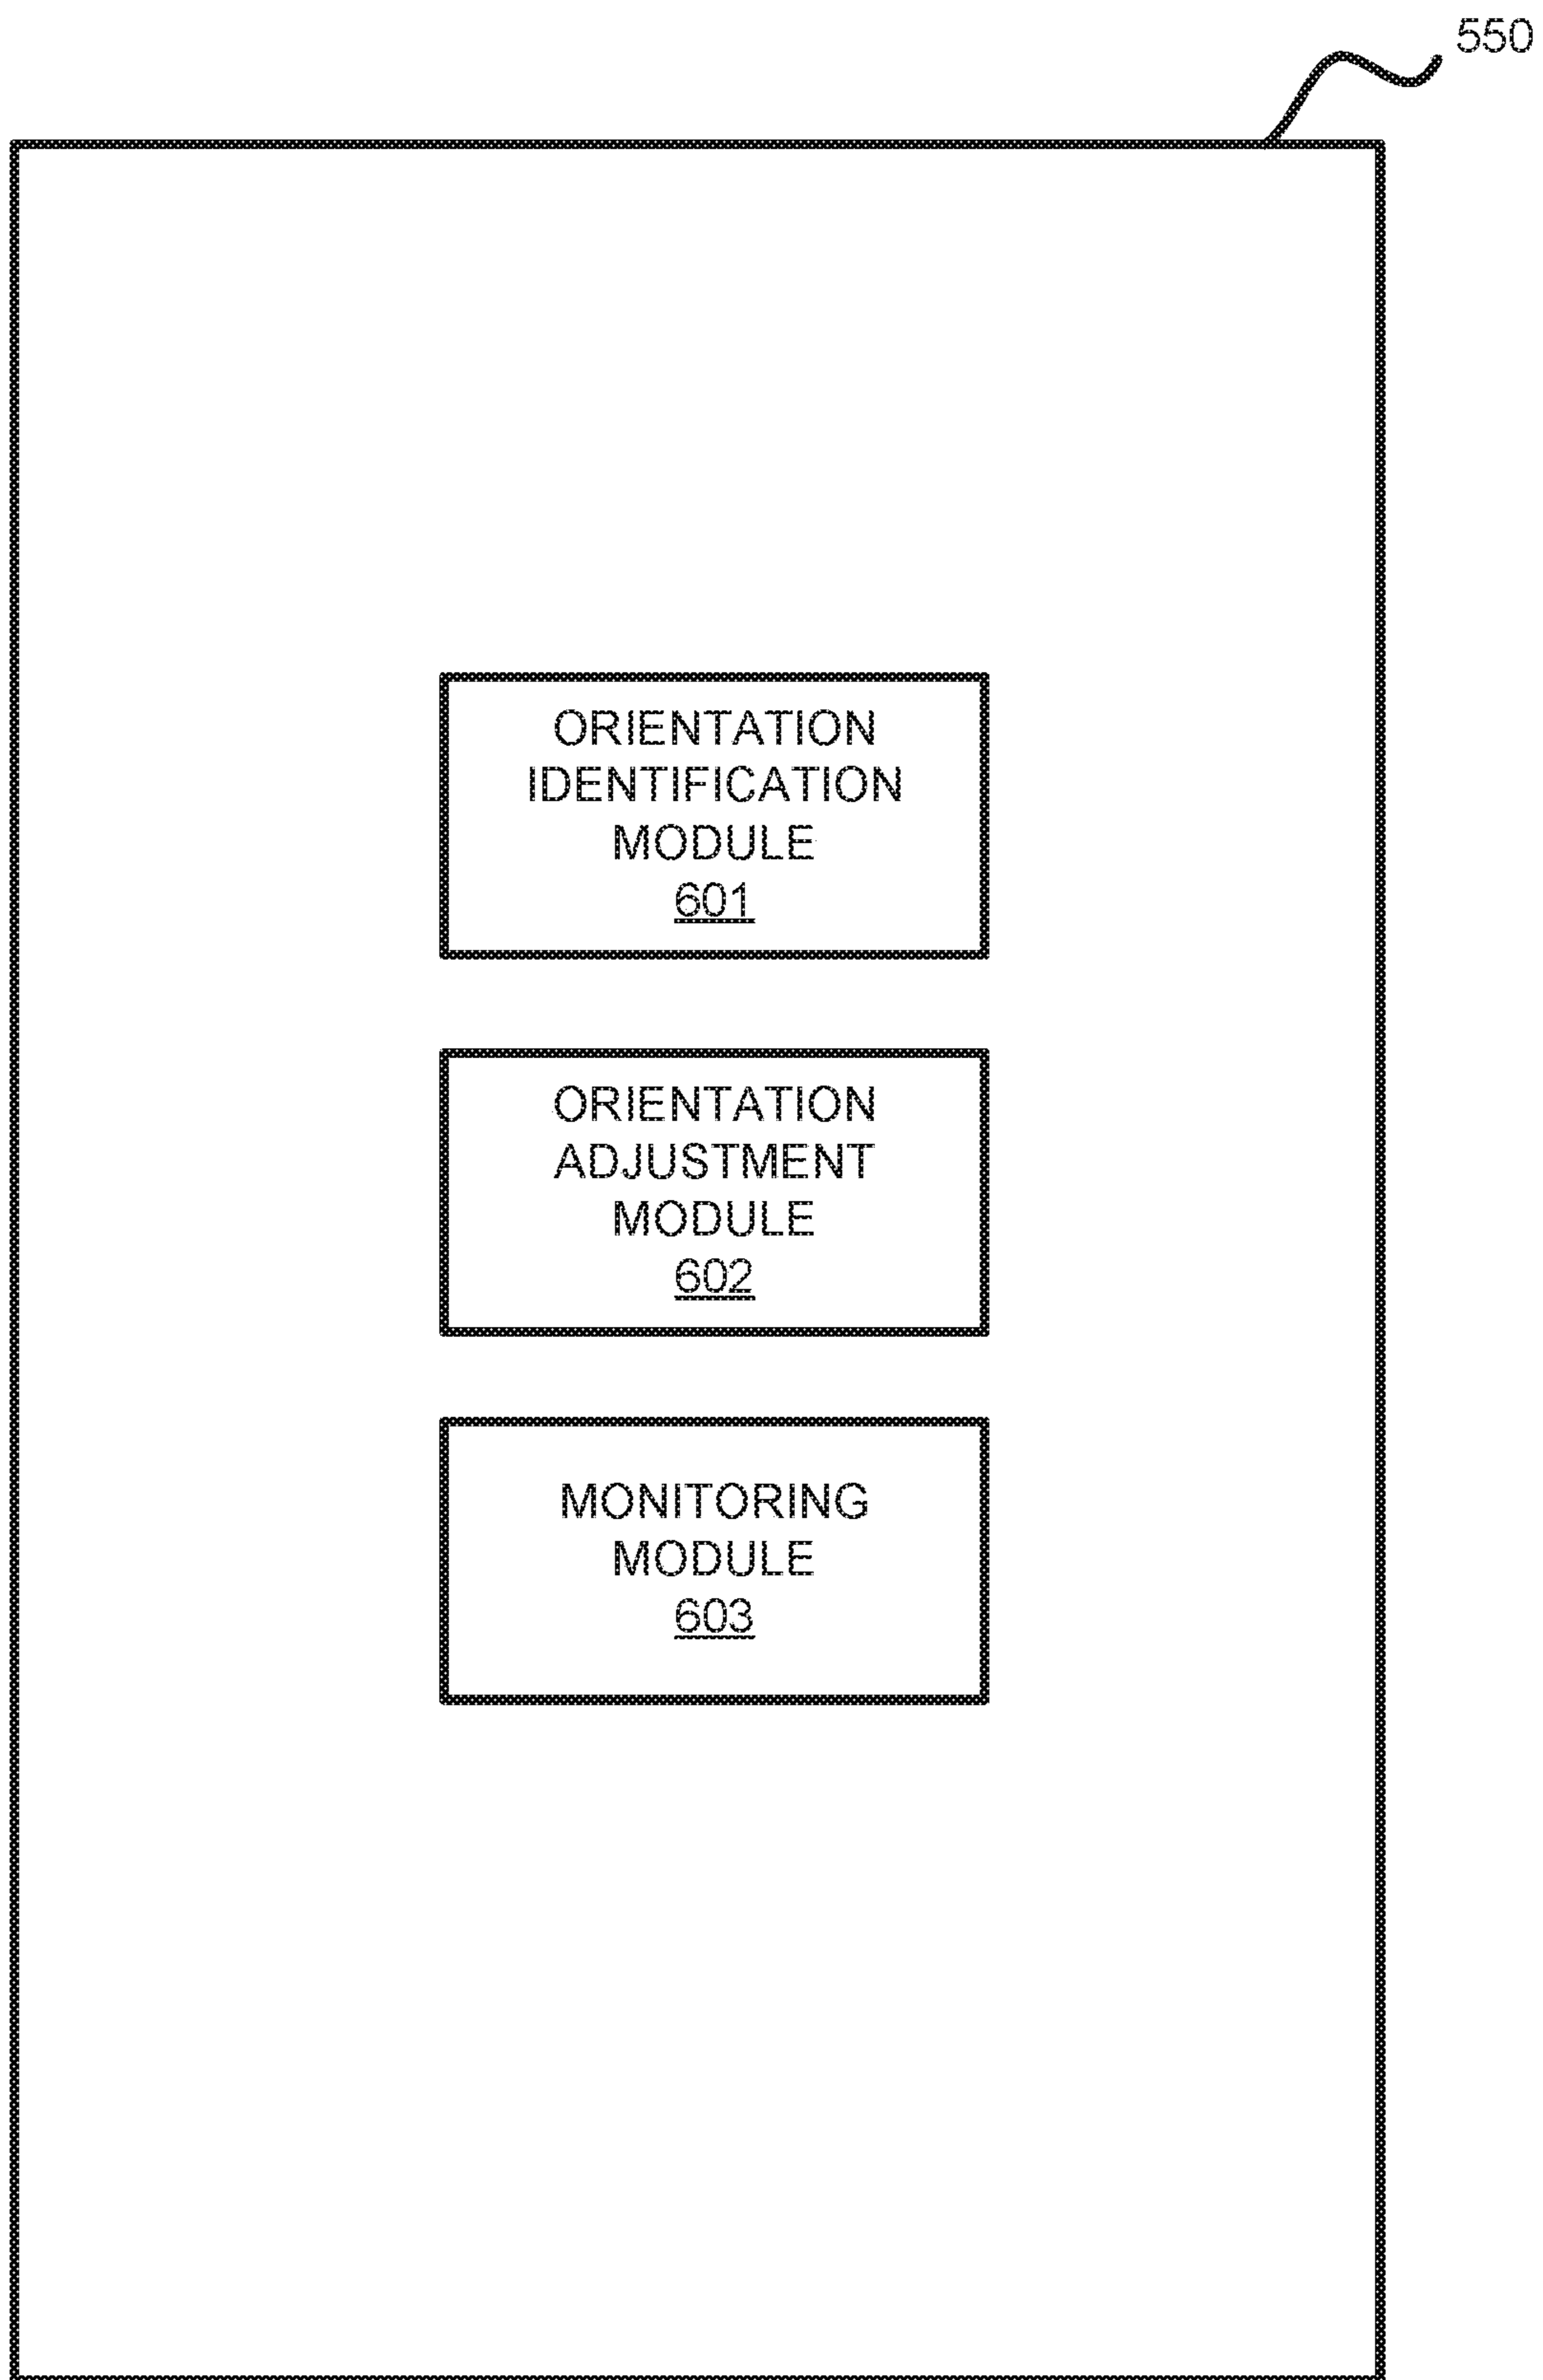 550
ORIENTATION
IDENTIFICATION
MODULE
601
ORIENTATION
ADJUSTMENT
MODULE
602
MONITORING
MODULE
603